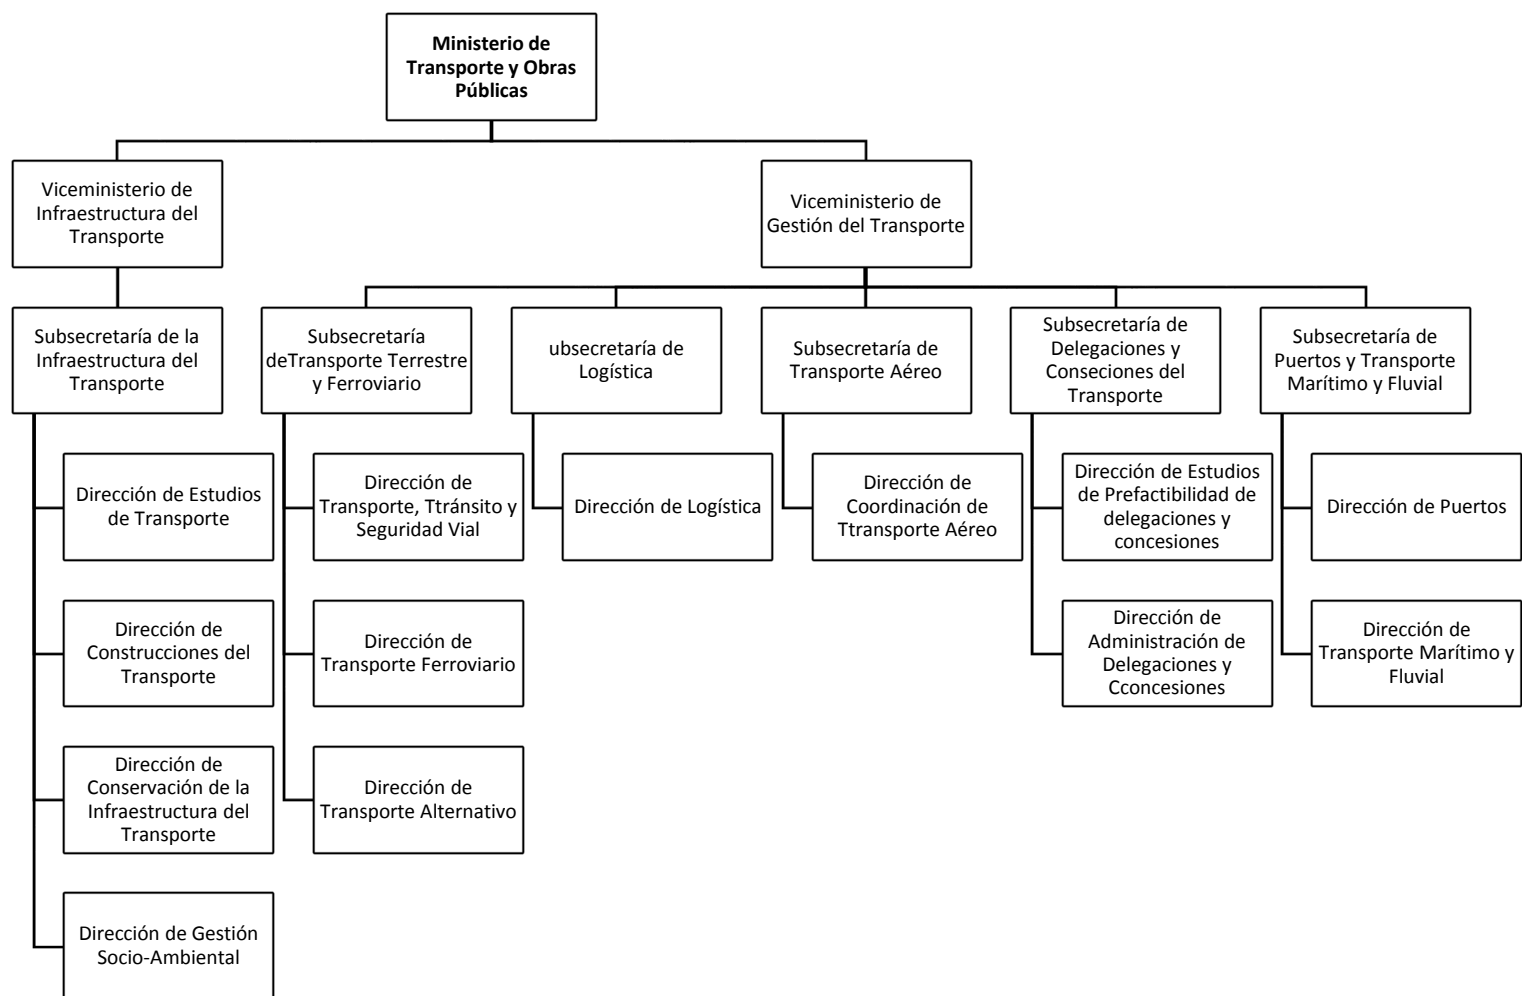 Ministerio de
Transporte y Obras
Públicas
Viceministerio de
Infraestructura del
Transporte
Viceministerio de
Gestión del Transporte
Subsecretaría de la
Infraestructura del
Transporte
Subsecretaría
deTransporte Terrestre
y Ferroviario
ubsecretaría de
Logística
Subsecretaría de
Transporte Aéreo
Subsecretaría de
Delegaciones y
Conseciones del
Transporte
Subsecretaría de
Puertos y Transporte
Marítimo y Fluvial
Dirección de Estudios
de Transporte
Dirección de
Transporte, Ttránsito y
Seguridad Vial
Dirección de Logística
Dirección de
Coordinación de
Ttransporte Aéreo
Dirección de Estudios
de Prefactibilidad de
delegaciones y
concesiones
Dirección de Puertos
Dirección de
Construcciones del
Transporte
Dirección de
Transporte Ferroviario
Dirección de
Administración de
Delegaciones y
Cconcesiones
Dirección de
Transporte Marítimo y
Fluvial
Dirección de
Conservación de la
Infraestructura del
Transporte
Dirección de
Transporte Alternativo
Dirección de Gestión
Socio-Ambiental